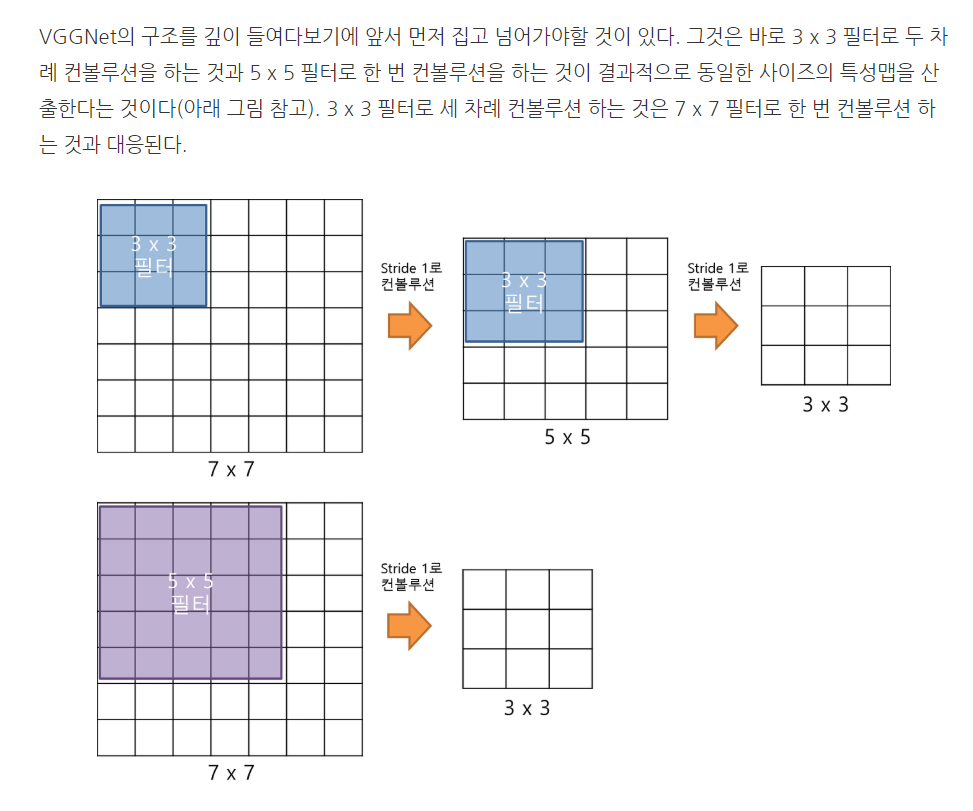 VGGNet의 구조를 깊이 들여다보기에 앞서 먼저 집고 넘어가야할 것이 있다. 그것은 바로 3 x 3 필터로 두 차
례 컨볼루션을 하는 것과 5 x 5 필터로 한 번 컨볼루션을 하는 것이 결과적으로 동일한 사이즈의 특성맵을 산
출한다는 것이다(아래 그림 참고). 3 x 3 필터로 세 차례 컨볼루션 하는 것은 7 x 7 필터로 한 번 컨볼루션 하
는 것과 대응된다.
3 x 3
필터
Stride 1로
컨볼루션
3 x 3
필터
Stride 1로
컨볼루션
3 x 3
5 x 5
7 x 7
5 x 5
필터
Stride 1로
컨볼루션
3 x 3
7 x 7